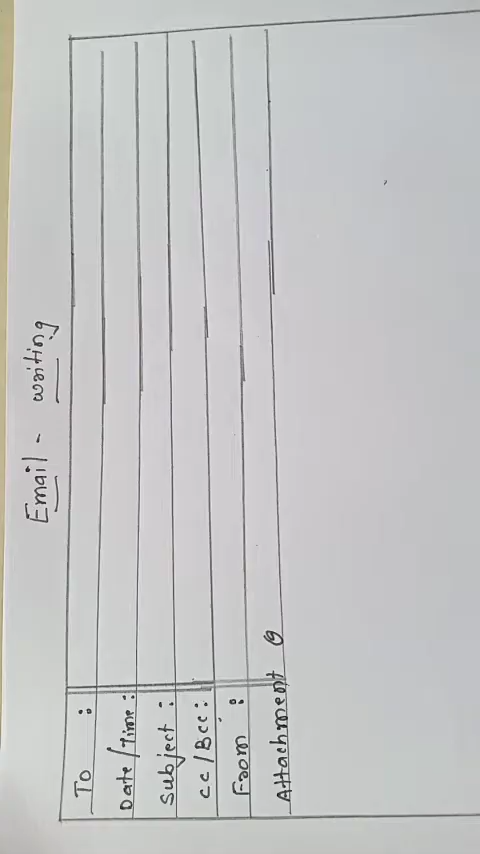 Email - writing
To :
Date/Time :
Subject :
cc/Bcc :
From :
Attachment